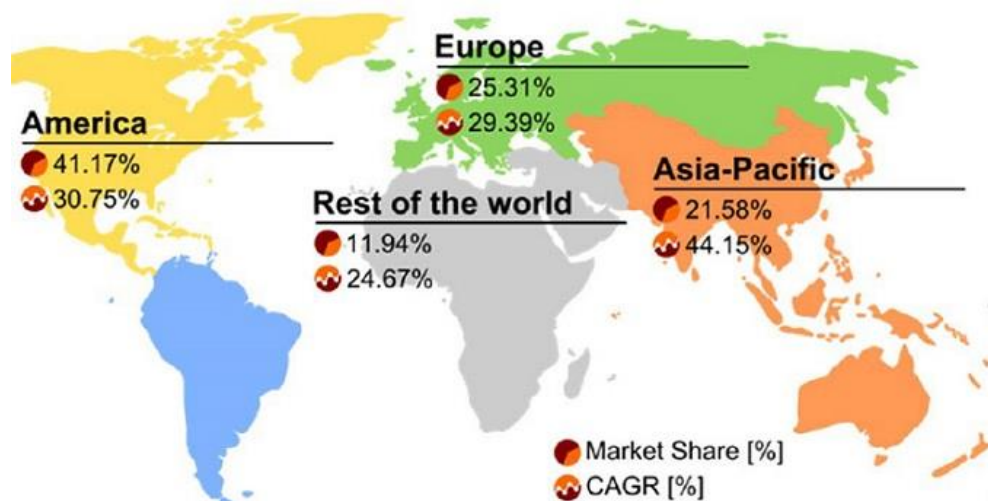 Europe
25.31%
29.39%
America
41.17%
30.75%
Asia-Pacific
21.58%
44.15%
Rest of the world
11.94%
24.67%
Market Share [%]
CAGR [%]